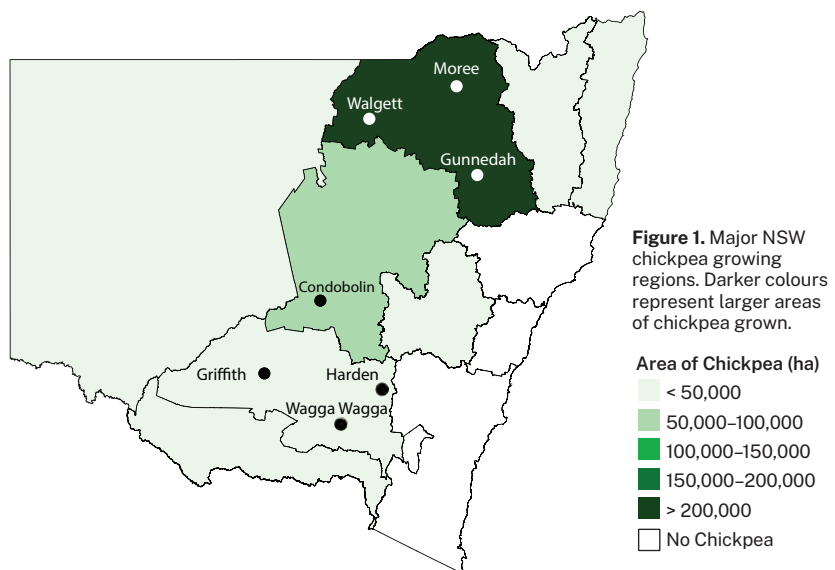 Moree
Walgett
Gunnedah
Condobolin
Griffith
Harden
Wagga Wagga
Figure 1. Major NSW
chickpea growing
regions. Darker colours
represent larger areas
of chickpea grown.
Area of Chickpea (ha)
< 50,000
50,000–100,000
100,000–150,000
150,000–200,000
> 200,000
No Chickpea